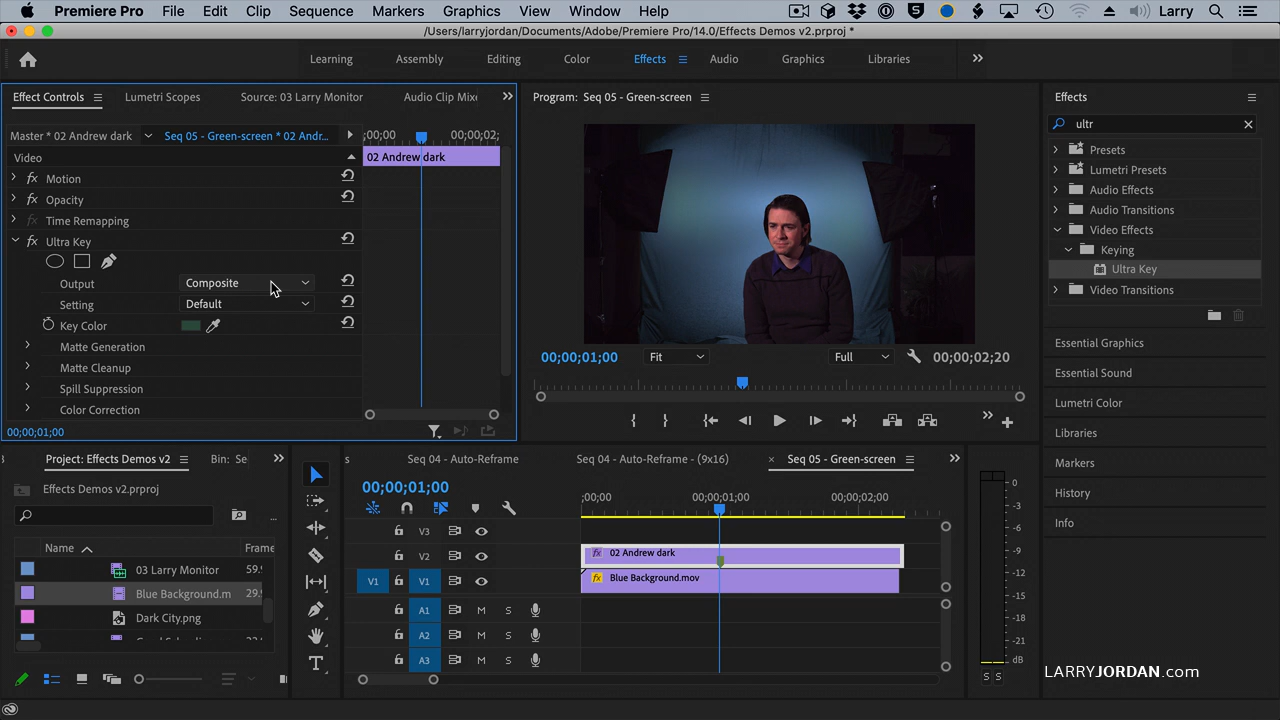 Premiere Pro File Edit Clip Sequence Markers Graphics View Window Help Larry
/Users/larryjordan/Documents/Adobe/Premiere Pro/14.0/Effects Demos v2.prproj *
Learning Assembly Editing Color Effects Audio Graphics Libraries
Effect Controls Lumetri Scopes Source: 03 Larry Monitor Audio Clip Mix
Master * 02 Andrew dark Seq 05 - Green-screen * 02 Andr... ;00;00 00;00;02;
Video 02 Andrew dark
fx Motion
fx Opacity
fx Time Remapping
fx Ultra Key
Output Composite
Setting Default
Key Color
Matte Generation
Matte Cleanup
Spill Suppression
Color Correction
00;00;01;00
Program: Seq 05 - Green-screen
00;00;01;00 Fit Full 00;00;02;20
Effects
ultr
Presets
Lumetri Presets
Audio Effects
Audio Transitions
Video Effects
Keying
Ultra Key
Video Transitions
Essential Graphics
Essential Sound
Lumetri Color
Libraries
Markers
History
Info
Project: Effects Demos v2 Bin: Se
Effects Demos v2.prproj
...
Name Frame
03 Larry Monitor 59.
Blue Background.m 29.
Dark City.png
s Seq 04 - Auto-Reframe Seq 04 - Auto-Reframe - (9x16) × Seq 05 - Green-screen
00;00;01;00 ;00;00 00;00;01;00 00;00;02;00
V3
V2 fx 02 Andrew dark
V1 V1 fx Blue Background.mov
A1 M S
A2 M S
A3 M S
T
0
-3
-6
-9
-12
-15
-18
-21
dB
S S
LARRYJORDAN.com